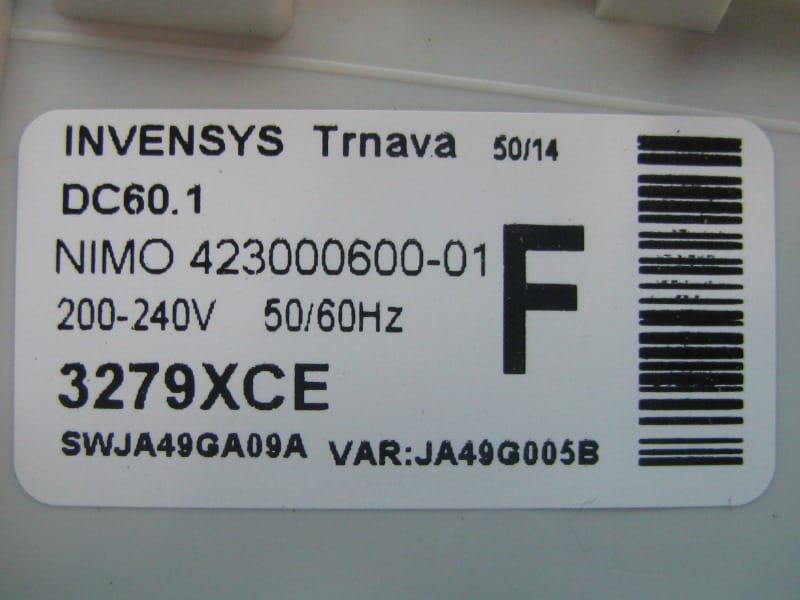 INVENSYS Trnava 50/14
DC60.1
NIMO 423000600-01
F
200-240V 50/60Hz
3279XCE
SWJA49GA09A VAR:JA49G005B